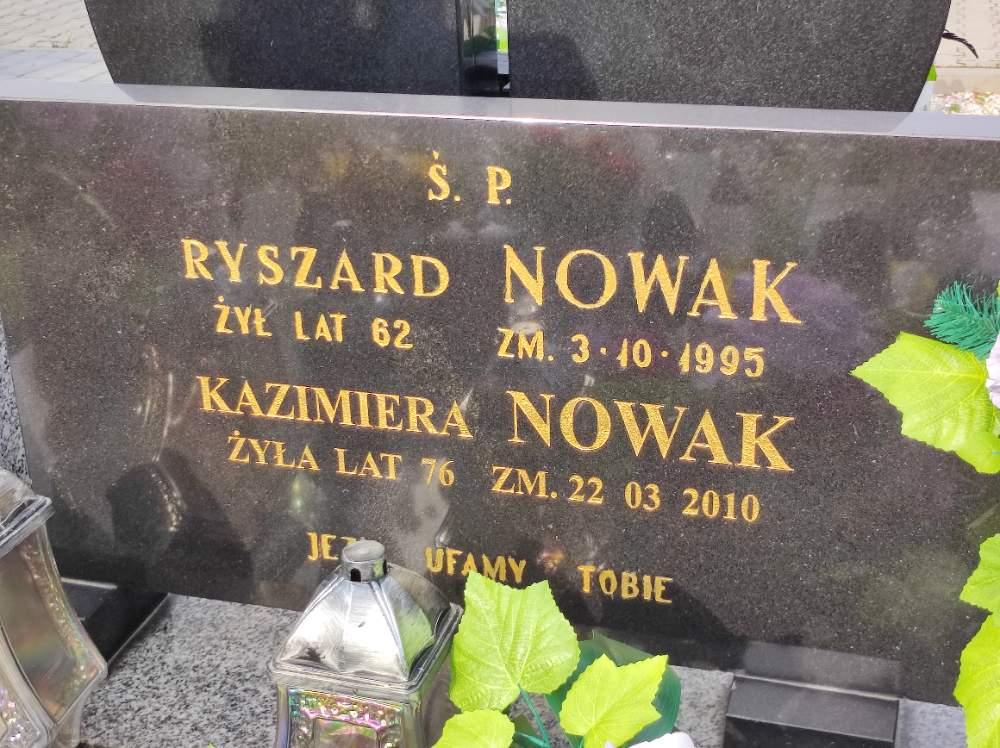 Ś. P.
RYSZARD NOWAK
ŻYŁ LAT 62 ZM. 3·10·1995
KAZIMIERA NOWAK
ŻYŁA LAT 76 ZM. 22 03 2010
UFAMY TOBIE